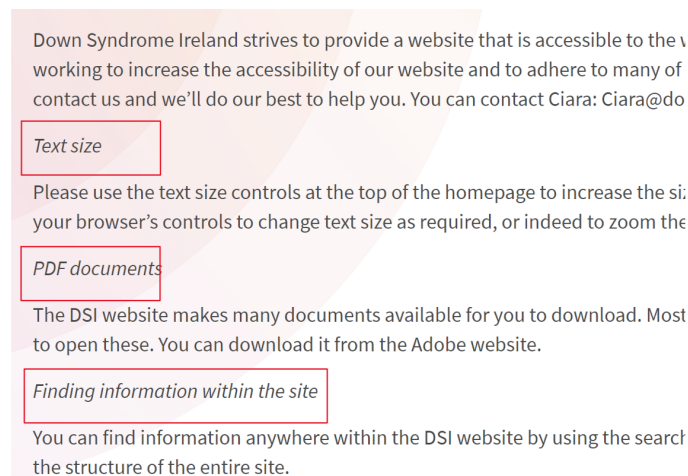 Down Syndrome Ireland strives to provide a website that is accessible to the
working to increase the accessibility of our website and to adhere to many of
contact us and we’ll do our best to help you. You can contact Ciara: Ciara@do
Text size
Please use the text size controls at the top of the homepage to increase the
your browser’s controls to change text size as required, or indeed to zoom the
PDF documents
The DSI website makes many documents available for you to download. Most
to open these. You can download it from the Adobe website.
Finding information within the site
You can find information anywhere within the DSI website by using the search
the structure of the entire site.